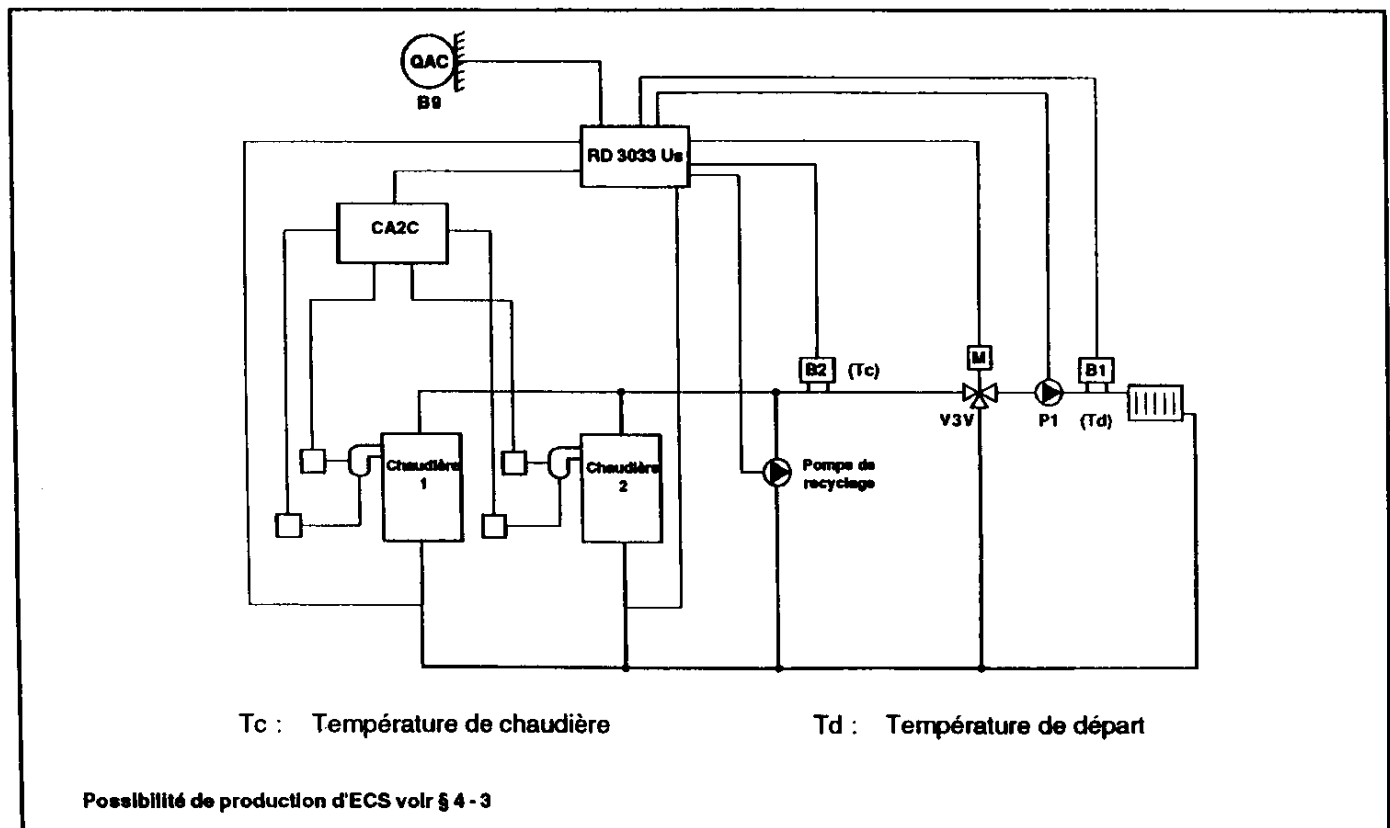 QAC
B9
RD 3033 Us
CA2C
B2 (Tc)
M
B1
V3V
P1 (Td)
Chaudière
1
Chaudière
2
Pompe de
recyclage
Tc : Température de chaudière
Td : Température de départ
Possibilité de production d'ECS voir § 4 - 3